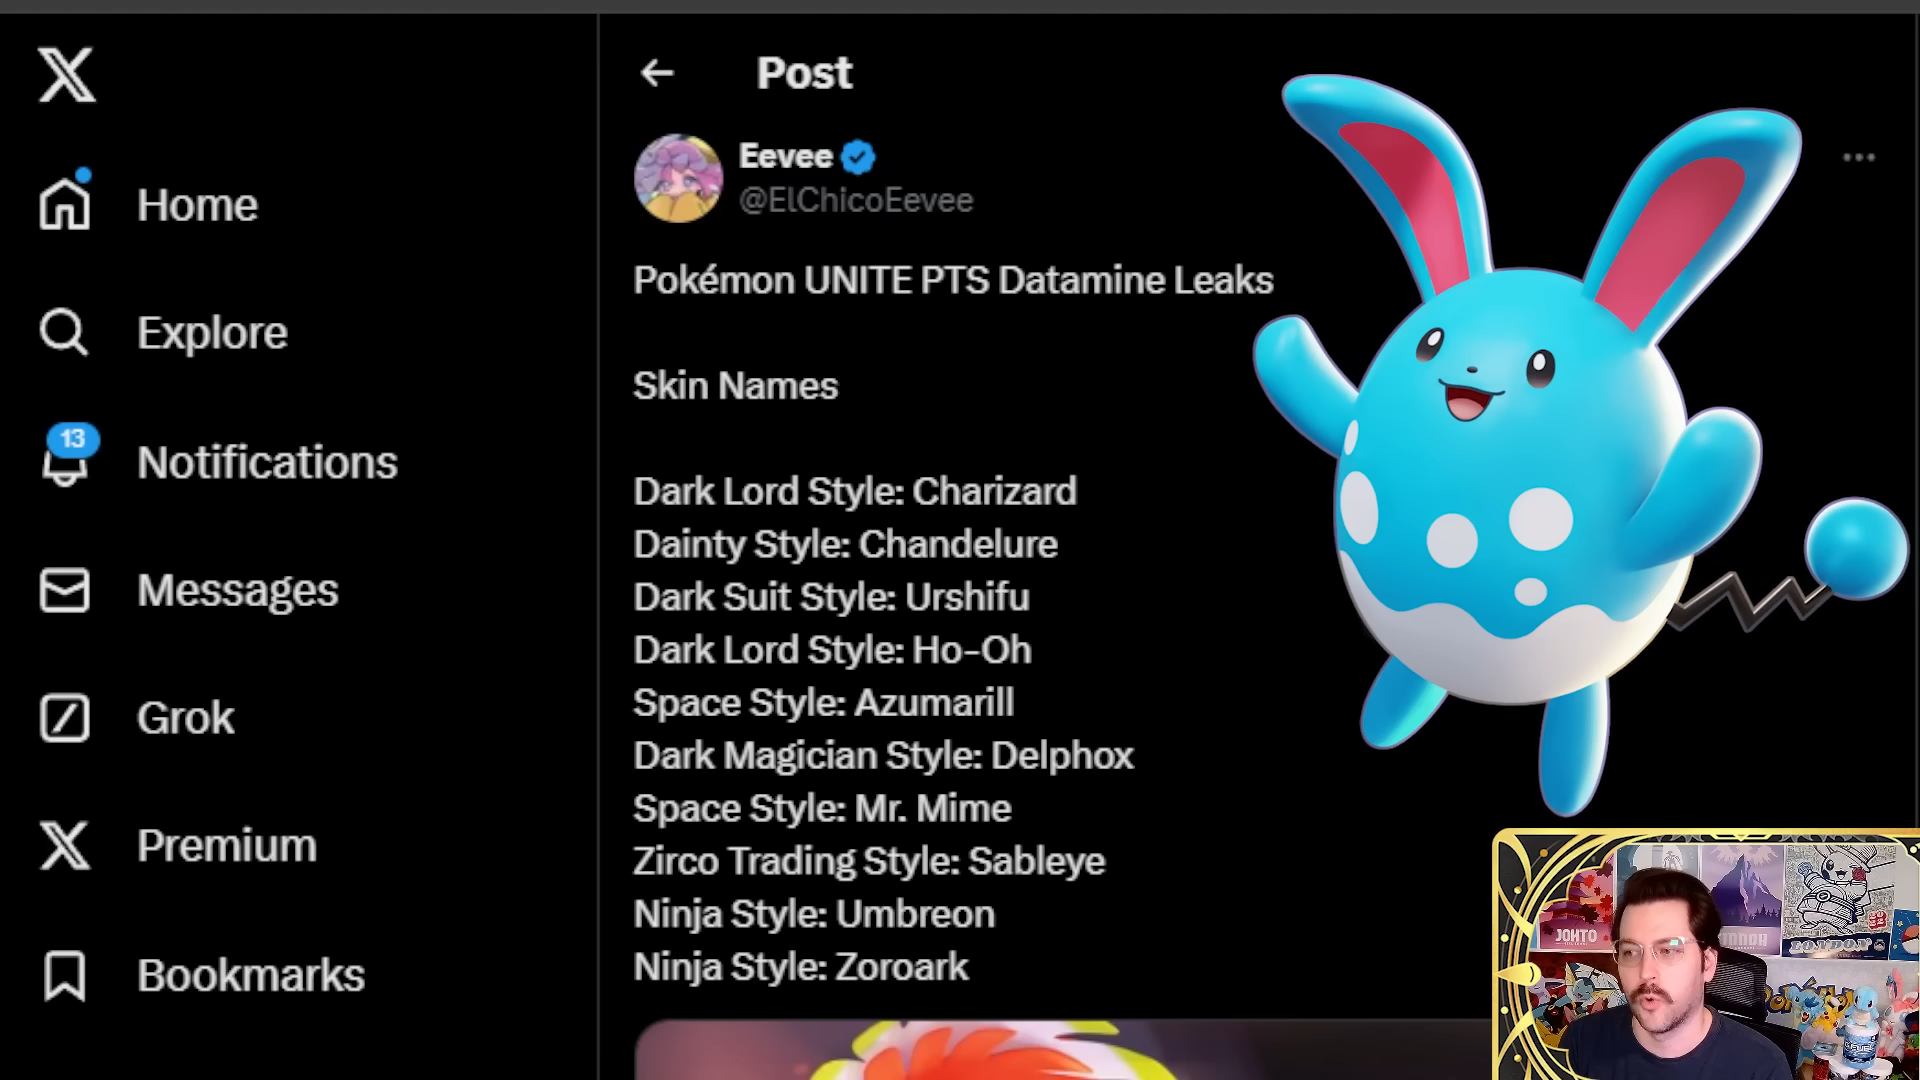 Post
Eevee
@ElChicoEevee
Home
Explore
13
Notifications
Messages
Grok
Premium
Bookmarks
Pokémon UNITE PTS Datamine Leaks
Skin Names
Dark Lord Style: Charizard
Dainty Style: Chandelure
Dark Suit Style: Urshifu
Dark Lord Style: Ho-Oh
Space Style: Azumarill
Dark Magician Style: Delphox
Space Style: Mr. Mime
Zirco Trading Style: Sableye
Ninja Style: Umbreon
Ninja Style: Zoroark
JOHTO
LONDON